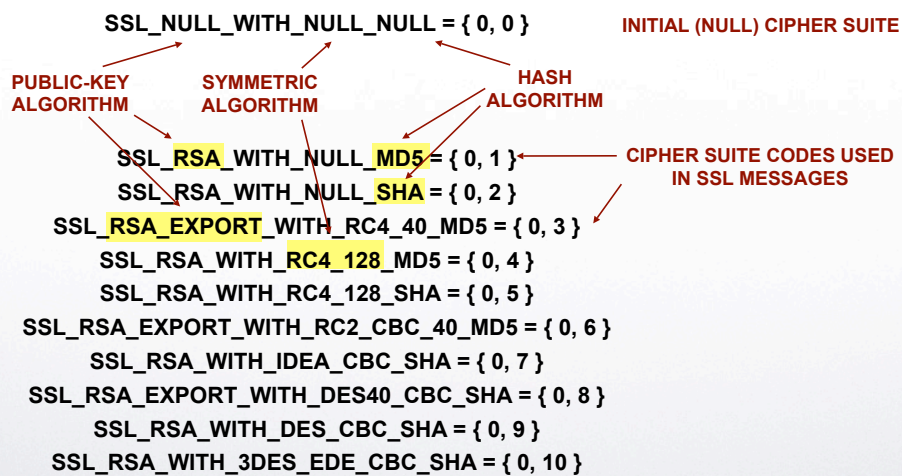 SSL_NULL_WITH_NULL_NULL = { 0, 0 }
INITIAL (NULL) CIPHER SUITE
PUBLIC-KEY
ALGORITHM
SYMMETRIC
ALGORITHM
HASH
ALGORITHM
SSL_RSA_WITH_NULL_MD5 = { 0, 1 }
CIPHER SUITE CODES USED
IN SSL MESSAGES
SSL_RSA_WITH_NULL_SHA = { 0, 2 }
SSL_RSA_EXPORT_WITH_RC4_40_MD5 = { 0, 3 }
SSL_RSA_WITH_RC4_128_MD5 = { 0, 4 }
SSL_RSA_WITH_RC4_128_SHA = { 0, 5 }
SSL_RSA_EXPORT_WITH_RC2_CBC_40_MD5 = { 0, 6 }
SSL_RSA_WITH_IDEA_CBC_SHA = { 0, 7 }
SSL_RSA_EXPORT_WITH_DES40_CBC_SHA = { 0, 8 }
SSL_RSA_WITH_DES_CBC_SHA = { 0, 9 }
SSL_RSA_WITH_3DES_EDE_CBC_SHA = { 0, 10 }